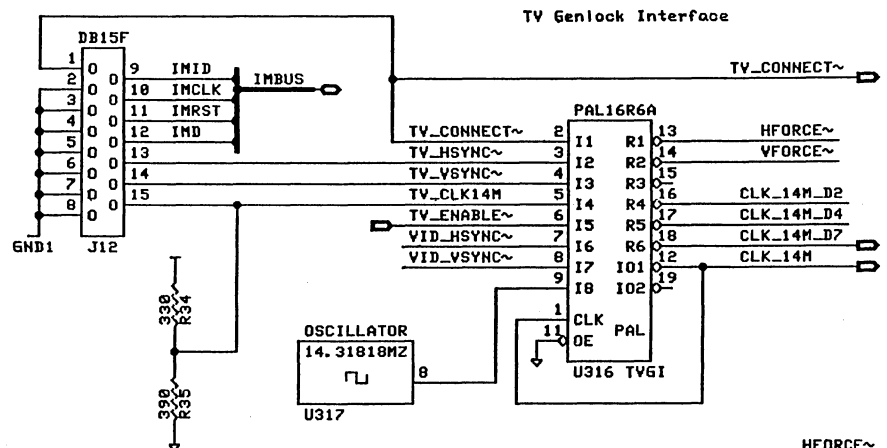 TV Genlock Interface
DB15F
1
2
3
4
5
6
7
8
9 IMID
10 IMCLK
11 IMRST
12 IMD
13
14
15
IMBUS
GND1
J12
TV_CONNECT~
PAL16R6A
TV_CONNECT~ 2 I1
TV_HSYNC~ 3 I2
TV_VSYNC~ 4 I3
TV_CLK14M 5 I4
TV_ENABLE~ 6 I5
VID_HSYNC~ 7 I6
VID_VSYNC~ 8 I7
9 I8
1 CLK
11 OE
R1 13 HFORCE~
R2 14 VFORCE~
R3 15
R4 16 CLK_14M_D2
R5 17 CLK_14M_D4
R6 18 CLK_14M_D7
IO1 12 CLK_14M
IO2 19
PAL
U316 TVGI
330
R34
390
R35
OSCILLATOR
14.31818MZ
8
U317
HFORCE~